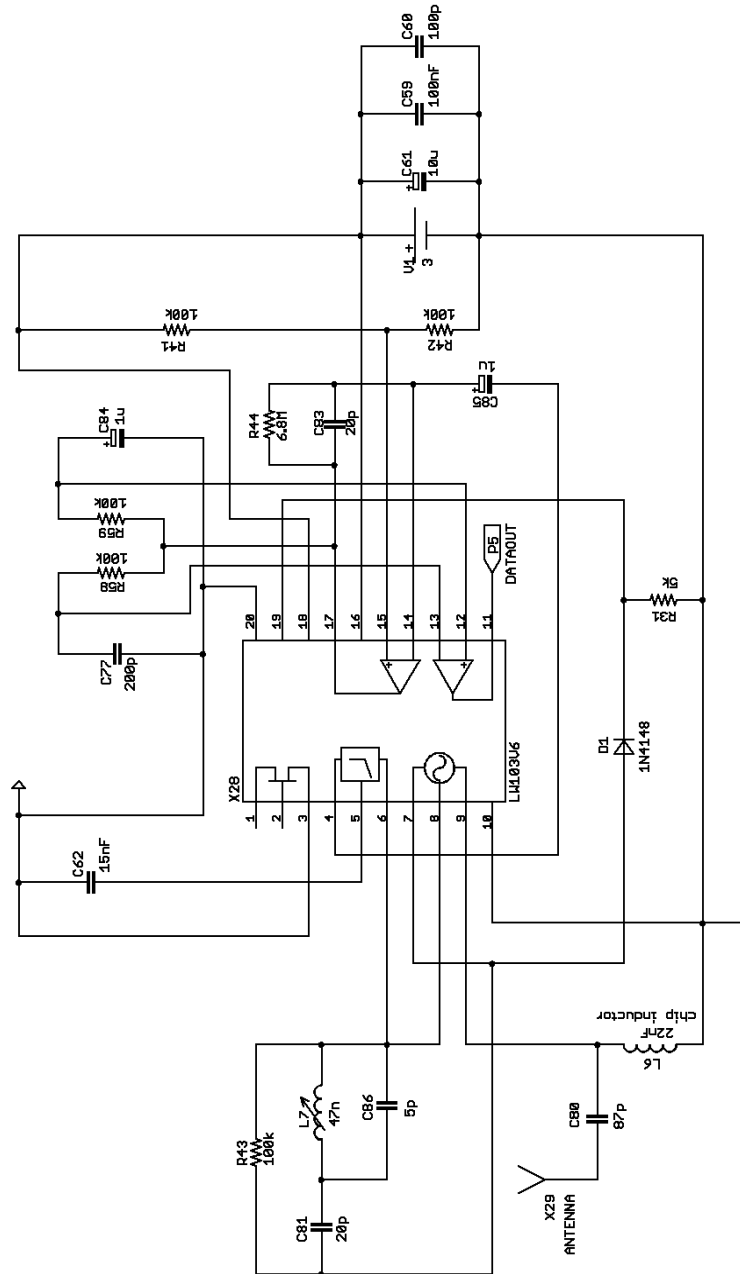 C60
100p
C59
100nF
C61
10u
+
V1
+
3
R41
100k
R42
100k
C84
1u
+
R59
100k
R58
100k
C77
200p
R44
6.8M
C83
20p
C85
1u
+
20
19
18
17
16
15
14
13
12
11
P5
DATAOUT
R31
5k
D1
1N4148
X28
LW103V6
+
+
1
2
3
4
5
6
7
8
9
10
C62
15nF
R43
100k
L7
47n
C86
5p
C81
20p
chip inductor
22nF
L6
C80
87p
X29
ANTENNA